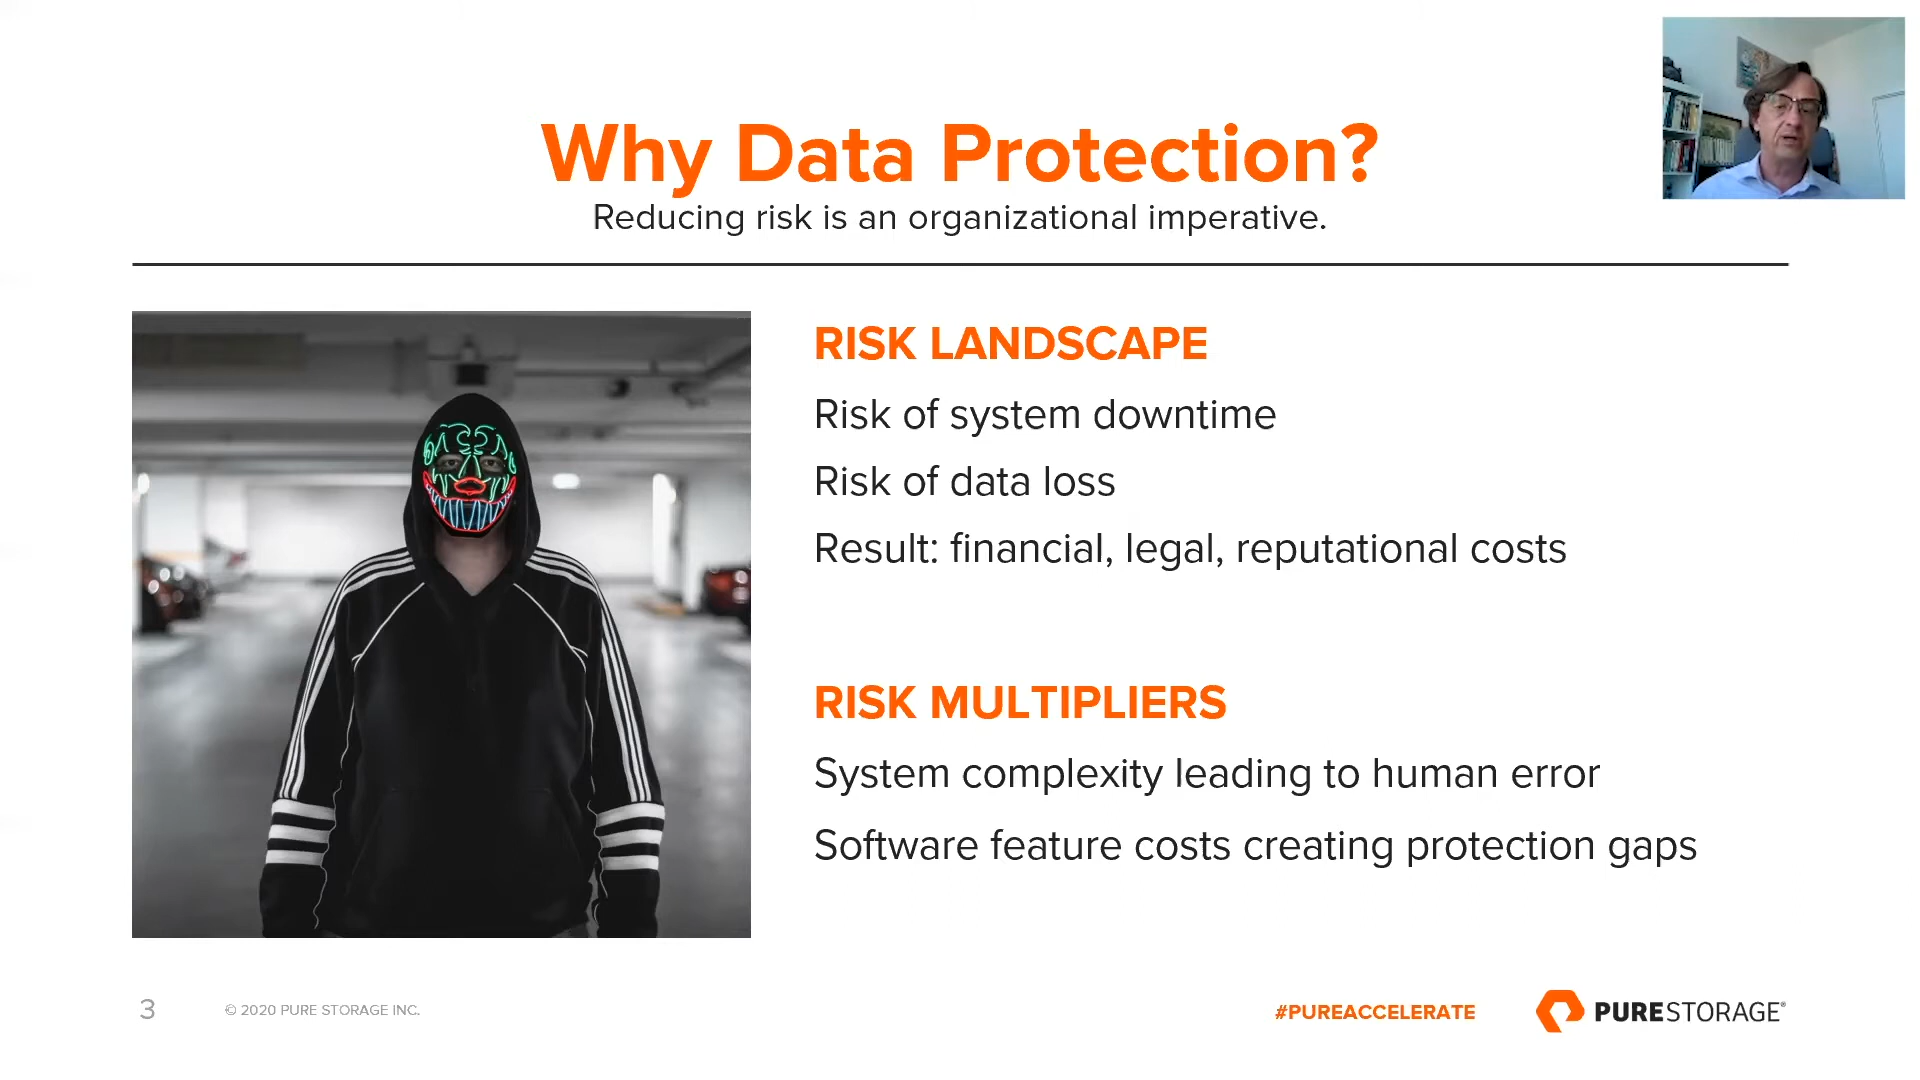 Why Data Protection?
Reducing risk is an organizational imperative.
RISK LANDSCAPE
Risk of system downtime
Risk of data loss
Result: financial, legal, reputational costs
RISK MULTIPLIERS
System complexity leading to human error
Software feature costs creating protection gaps
3
© 2020 PURE STORAGE INC.
#PUREACCELERATE
PURESTORAGE®